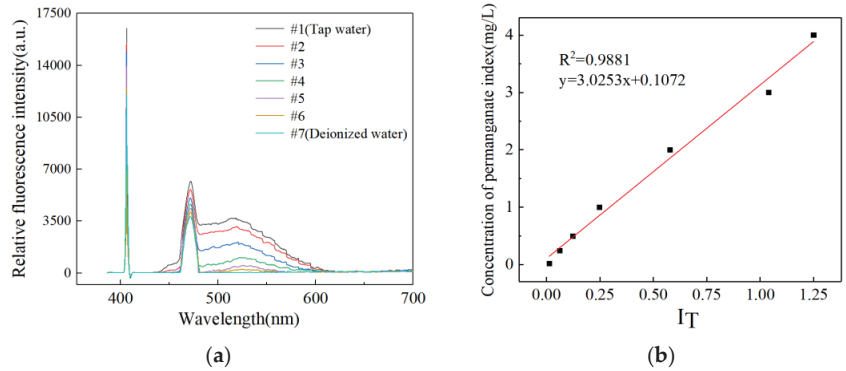 17500
14000
10500
7000
3500
0
400
500
600
700
Relative fluorescence intensity(a.u.)
Wavelength(nm)
#1(Tap water)
#2
#3
#4
#5
#6
#7(Deionized water)
(a)
4
3
2
1
0
0.00
0.25
0.50
0.75
1.00
1.25
Concentration of permanganate index(mg/L)
IT
R²=0.9881
y=3.0253x+0.1072
(b)